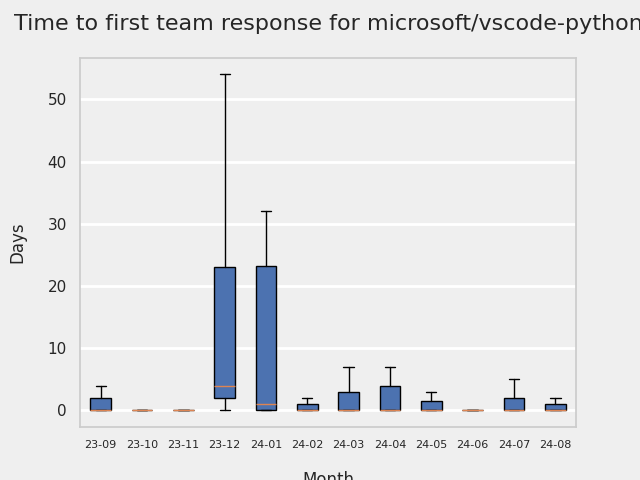 Time to first team response for microsoft/vscode-python
Days
50
40
30
20
10
0
23-09 23-10 23-11 23-12 24-01 24-02 24-03 24-04 24-05 24-06 24-07 24-08
Month